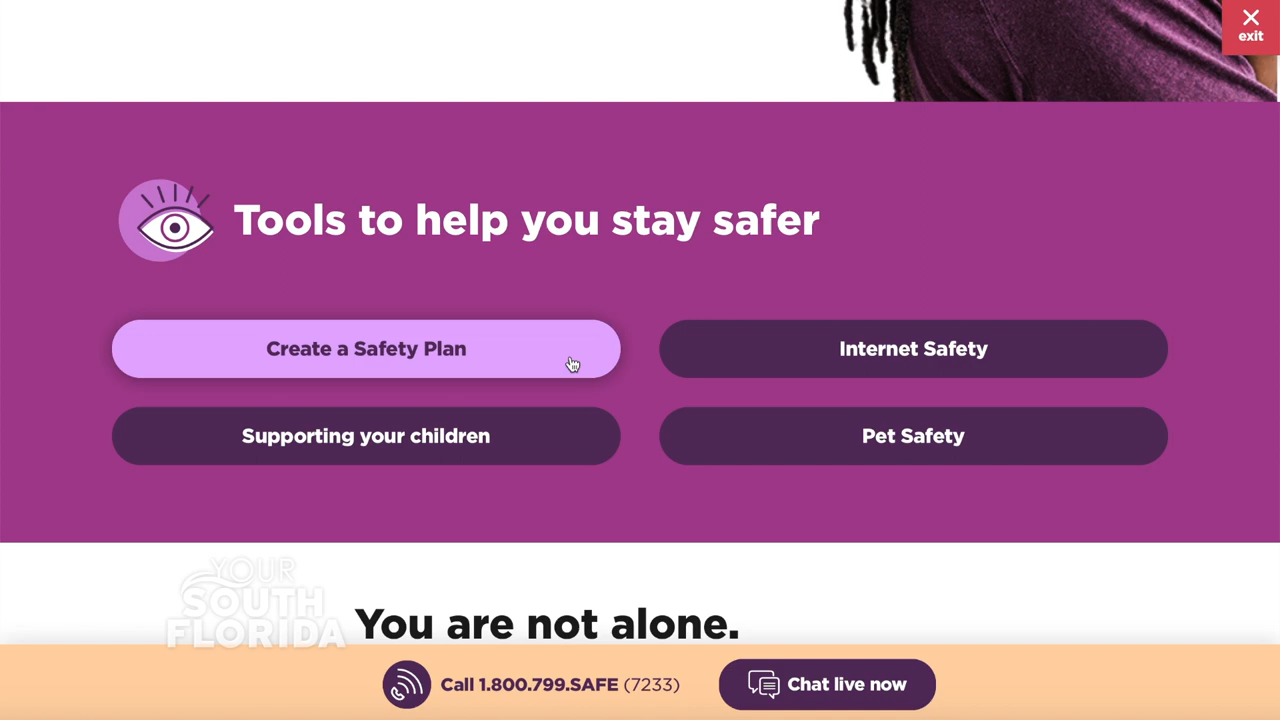 exit
Tools to help you stay safer
Create a Safety Plan
Internet Safety
Supporting your children
Pet Safety
YOUR
SOUTH
FLORIDA
You are not alone.
Call 1.800.799.SAFE (7233)
Chat live now